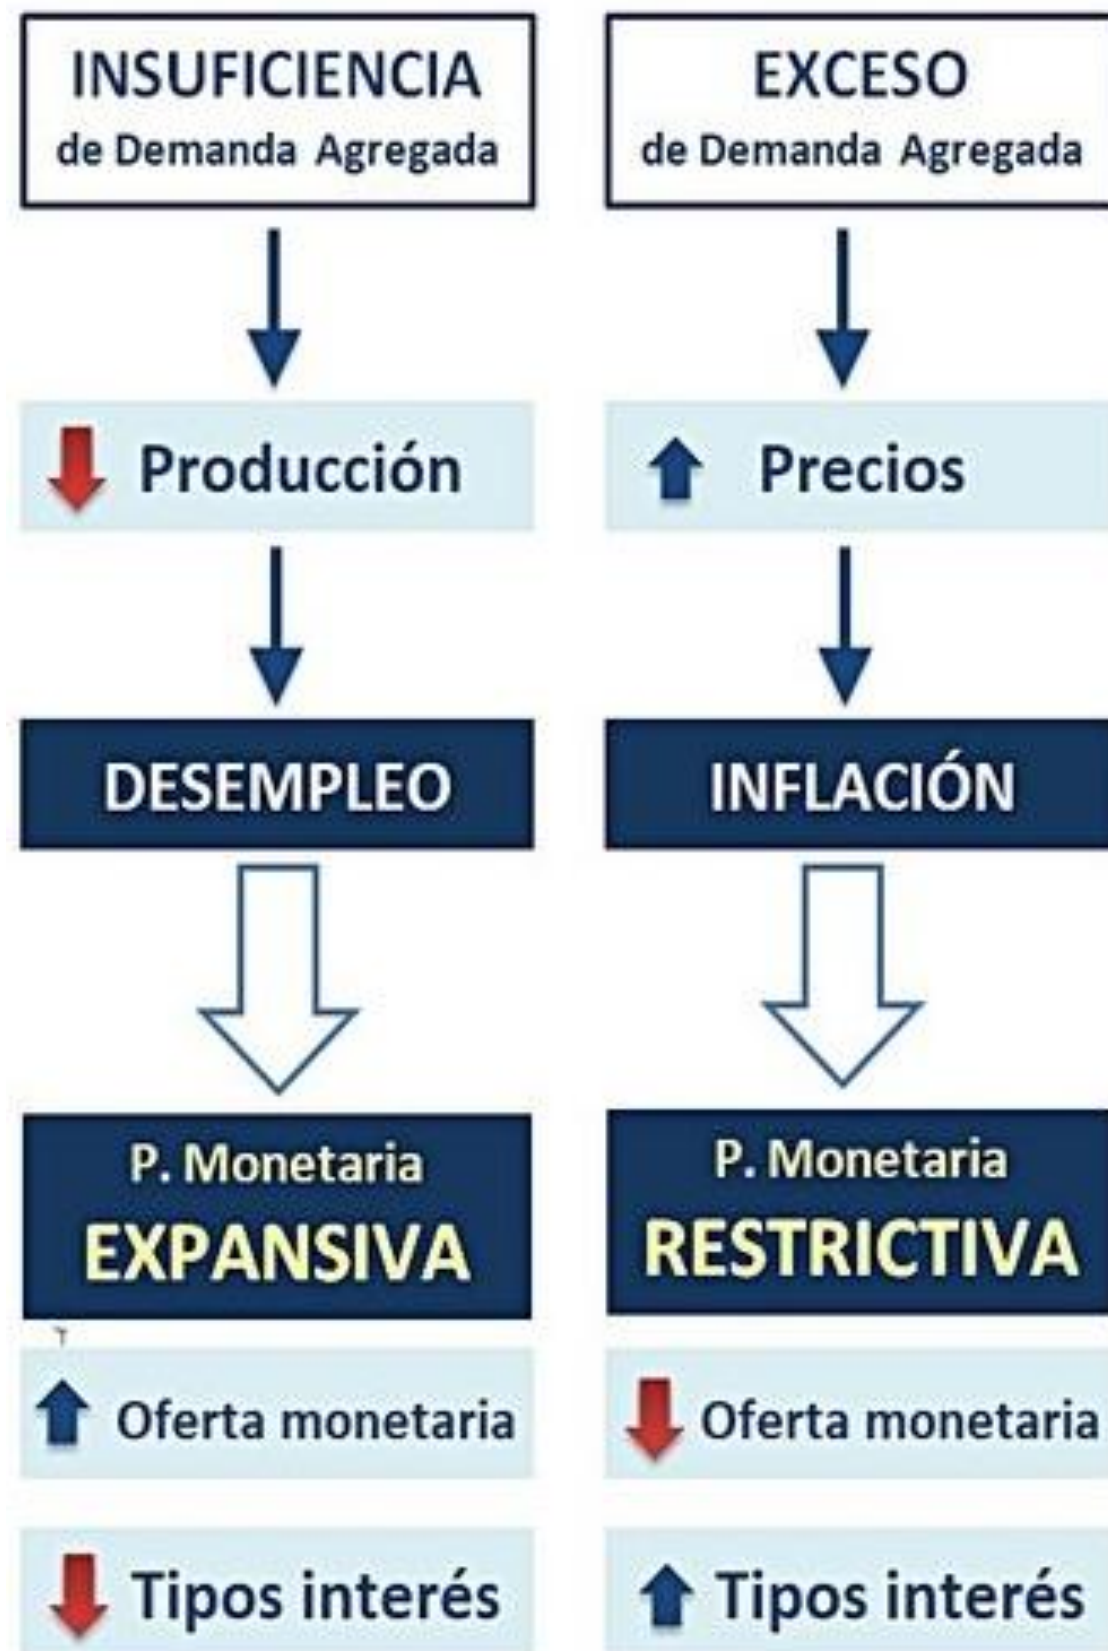 INSUFICIENCIA
de Demanda Agregada
Producción
DESEMPLEO
P. Monetaria
EXPANSIVA
Oferta monetaria
Tipos interés
EXCESO
de Demanda Agregada
Precios
INFLACIÓN
P. Monetaria
RESTRICTIVA
Oferta monetaria
Tipos interés